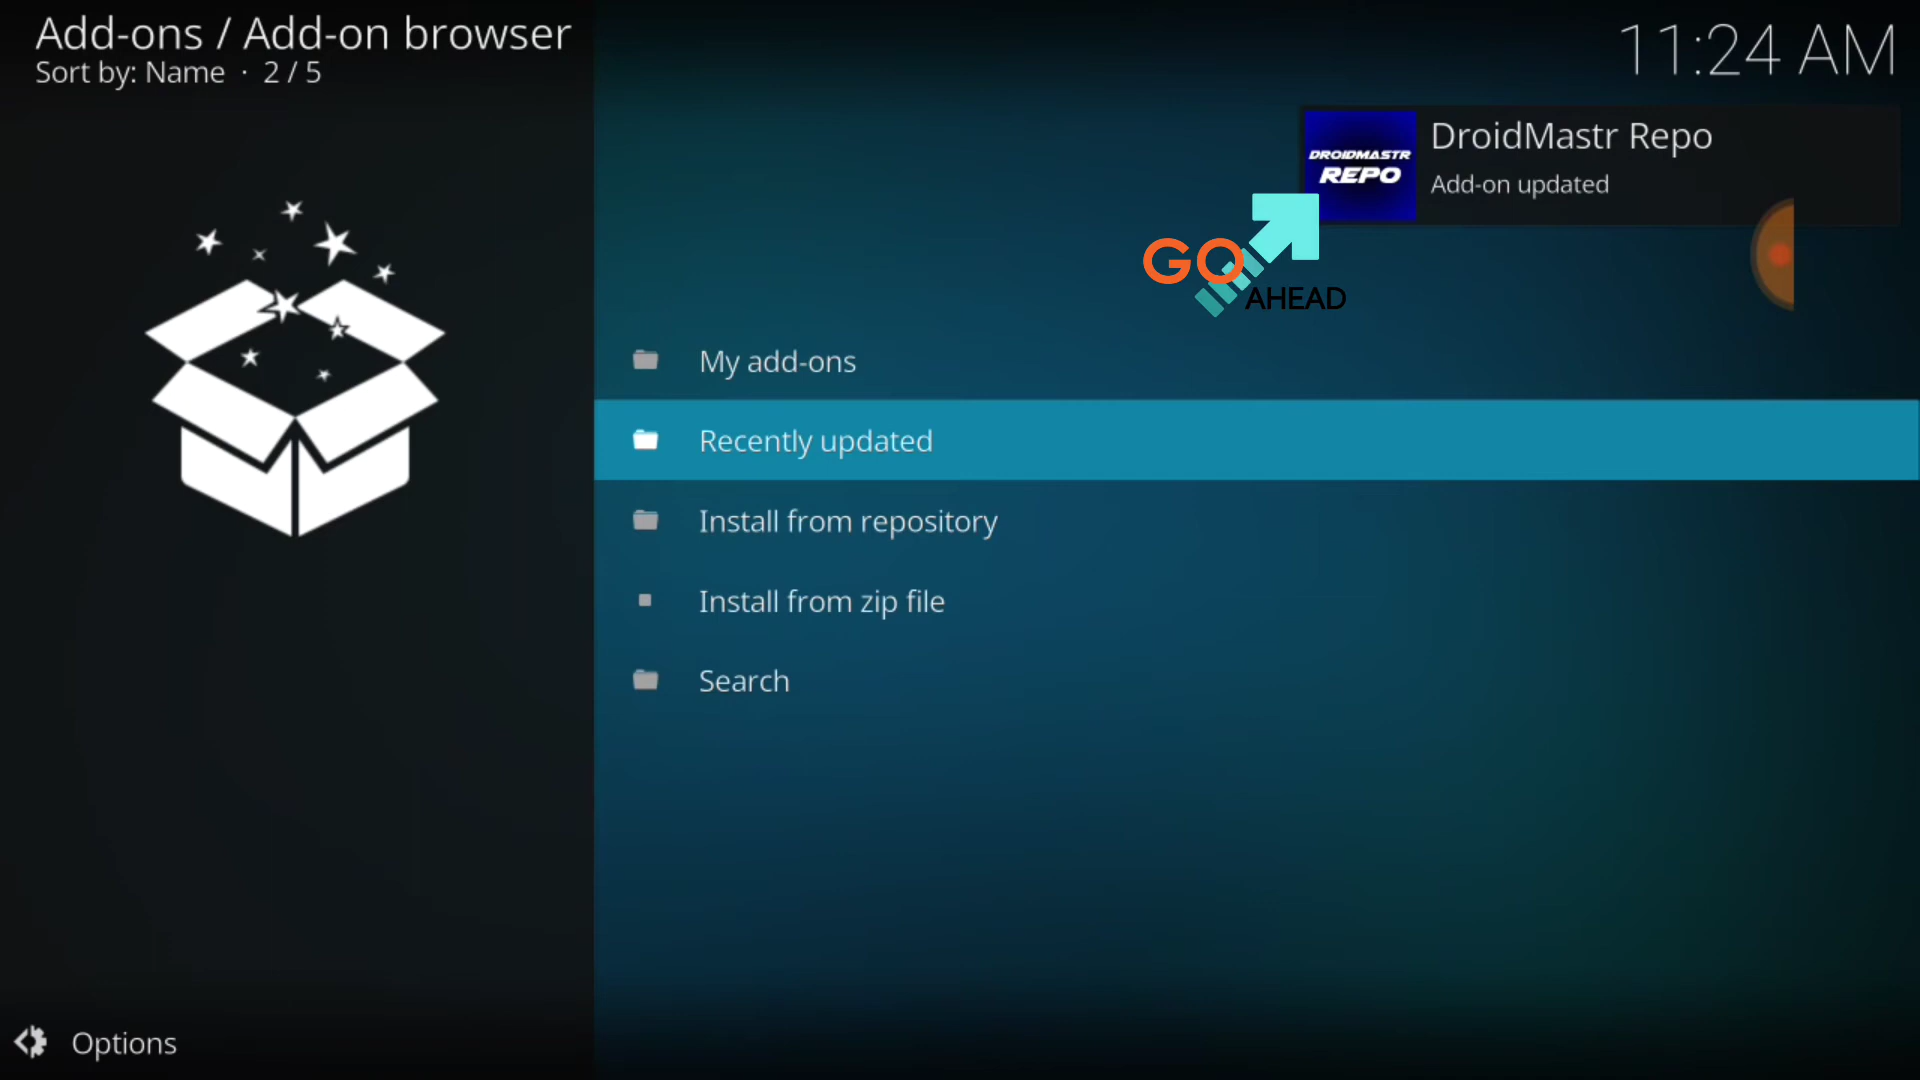 Add-ons / Add-on browser
Sort by: Name · 2 / 5
11:24 AM
DROIDMASTR
REPO
DroidMastr Repo
Add-on updated
GO
AHEAD
My add-ons
Recently updated
Install from repository
Install from zip file
Search
Options